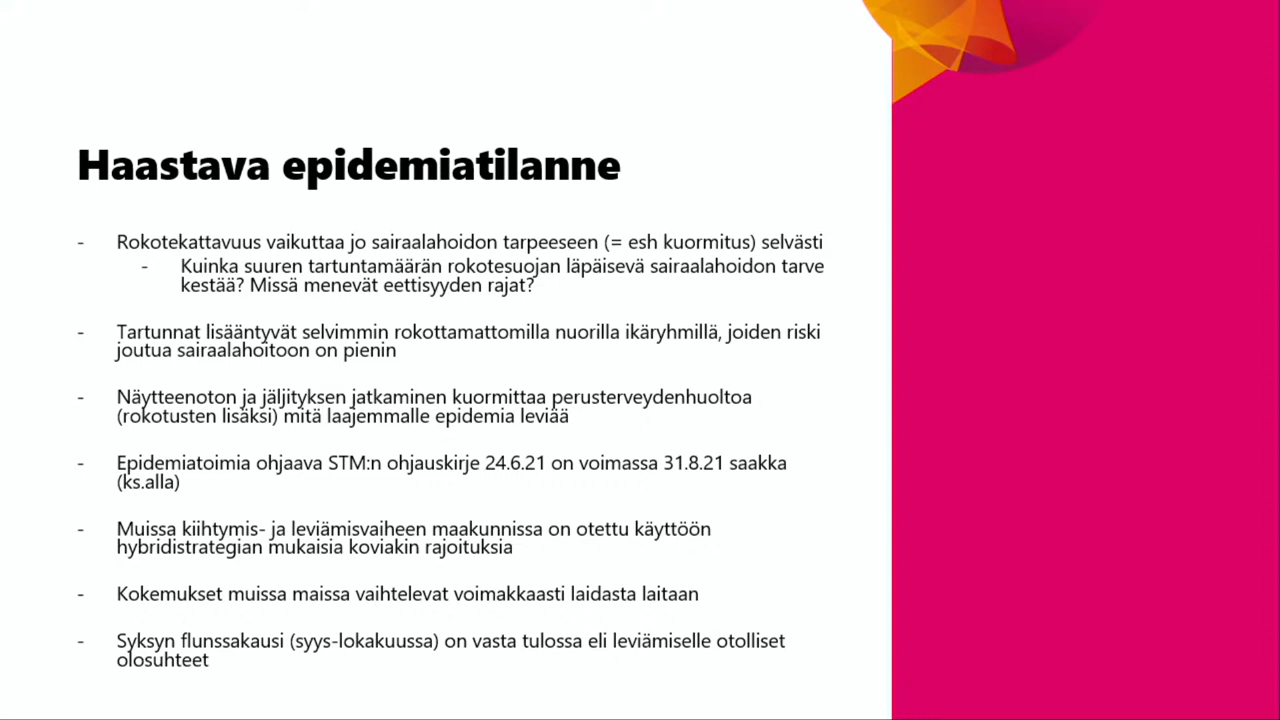 Haastava epidemiatilanne
- Rokotekattavuus vaikuttaa jo sairaalahoidon tarpeeseen (= esh kuormitus) selvästi
- Kuinka suuren tartuntamäärän rokotesuojan läpäisevä sairaalahoidon tarve
kestää? Missä menevät eettisyyden rajat?
- Tartunnat lisääntyvät selvimmin rokottamattomilla nuorilla ikäryhmillä, joiden riski
joutua sairaalahoitoon on pienin
- Näytteenoton ja jäljityksen jatkaminen kuormittaa perusterveydenhuoltoa
(rokotusten lisäksi) mitä laajemmalle epidemia leviää
- Epidemiatoimia ohjaava STM:n ohjauskirje 24.6.21 on voimassa 31.8.21 saakka
(ks.alla)
- Muissa kiihtymis- ja leviämisvaiheen maakunnissa on otettu käyttöön
hybridistrategian mukaisia koviakin rajoituksia
- Kokemukset muissa maissa vaihtelevat voimakkaasti laidasta laitaan
- Syksyn flunssakausi (syys-lokakuussa) on vasta tulossa eli leviämiselle otolliset
olosuhteet